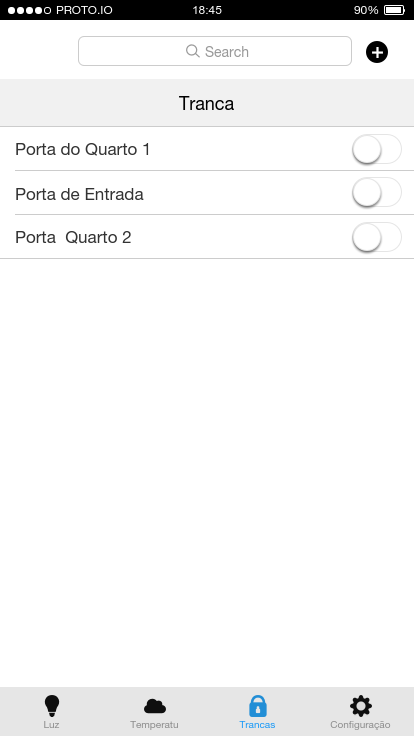 PROTO.IO 18:45 90%
Search
Tranca
Porta do Quarto 1
Porta de Entrada
Porta  Quarto 2
Luz Temperatu Trancas Configuração